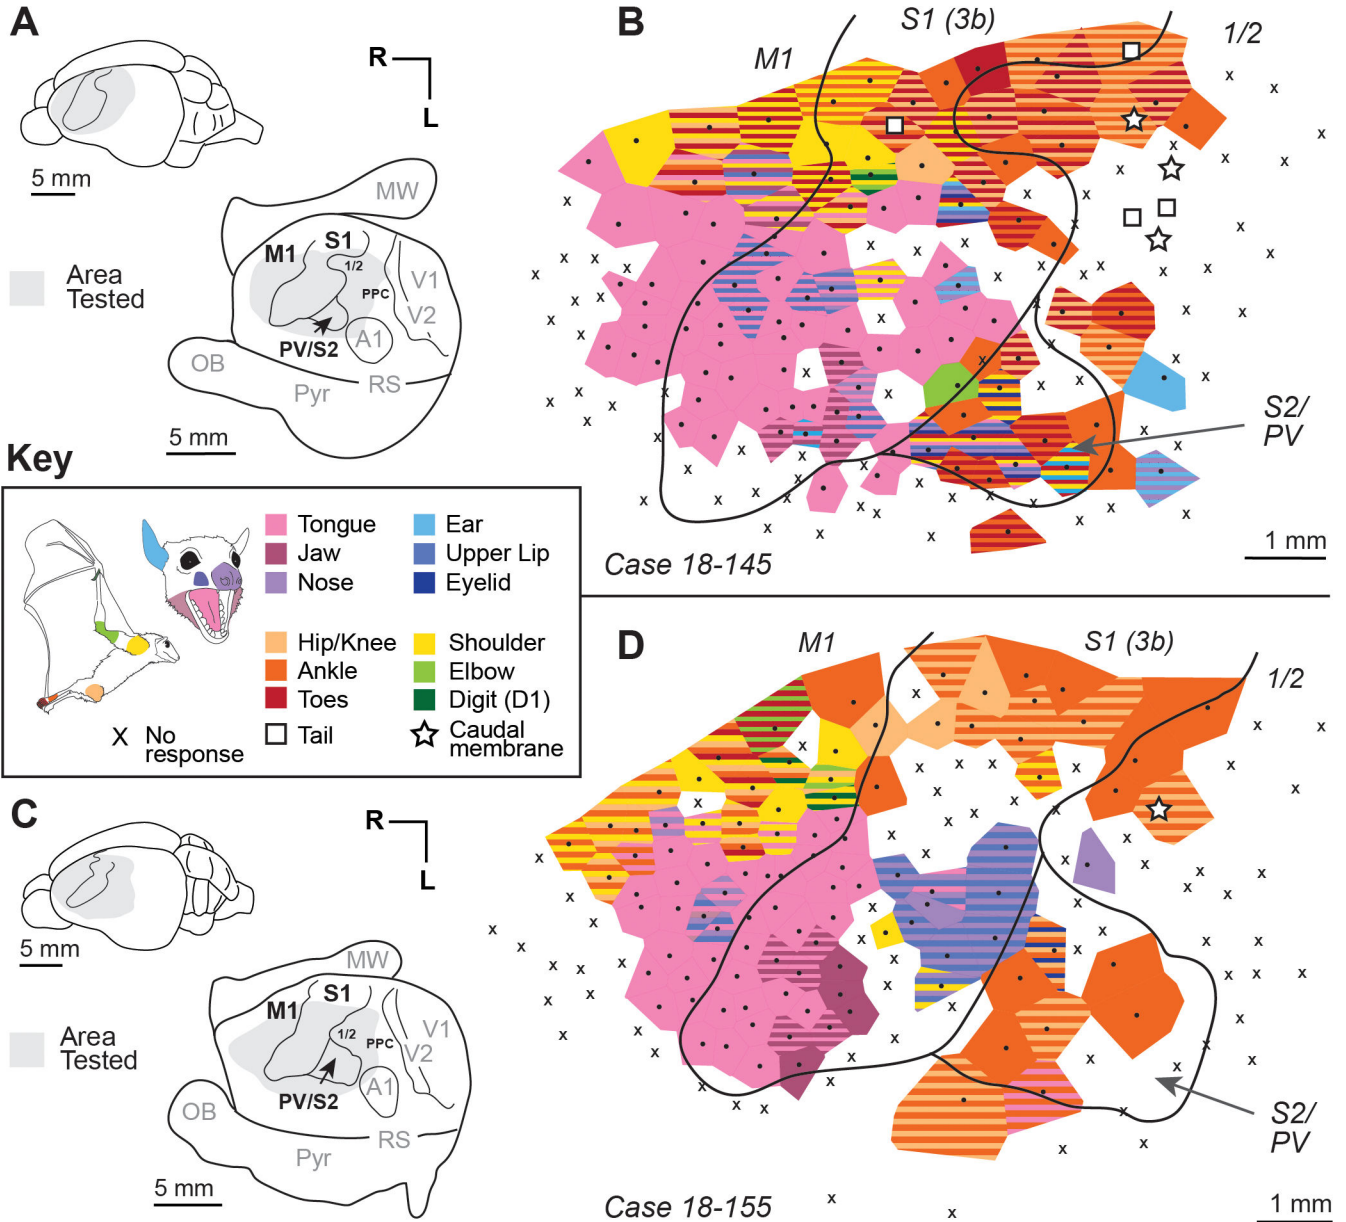 A
R
L
5 mm
MW
M1
S1
1/2
PPC
V1
V2
A1
PV/S2
OB
Pyr
RS
Area
Tested
5 mm
B
M1
S1 (3b)
1/2
S2/
PV
Case 18-145
1 mm
Key
Tongue
Jaw
Nose
Ear
Upper Lip
Eyelid
Hip/Knee
Ankle
Toes
Shoulder
Elbow
Digit (D1)
X No
response
Tail
Caudal
membrane
C
R
L
5 mm
MW
M1
S1
1/2
PPC
V1
V2
A1
PV/S2
OB
Pyr
RS
Area
Tested
5 mm
D
M1
S1 (3b)
1/2
S2/
PV
Case 18-155
1 mm